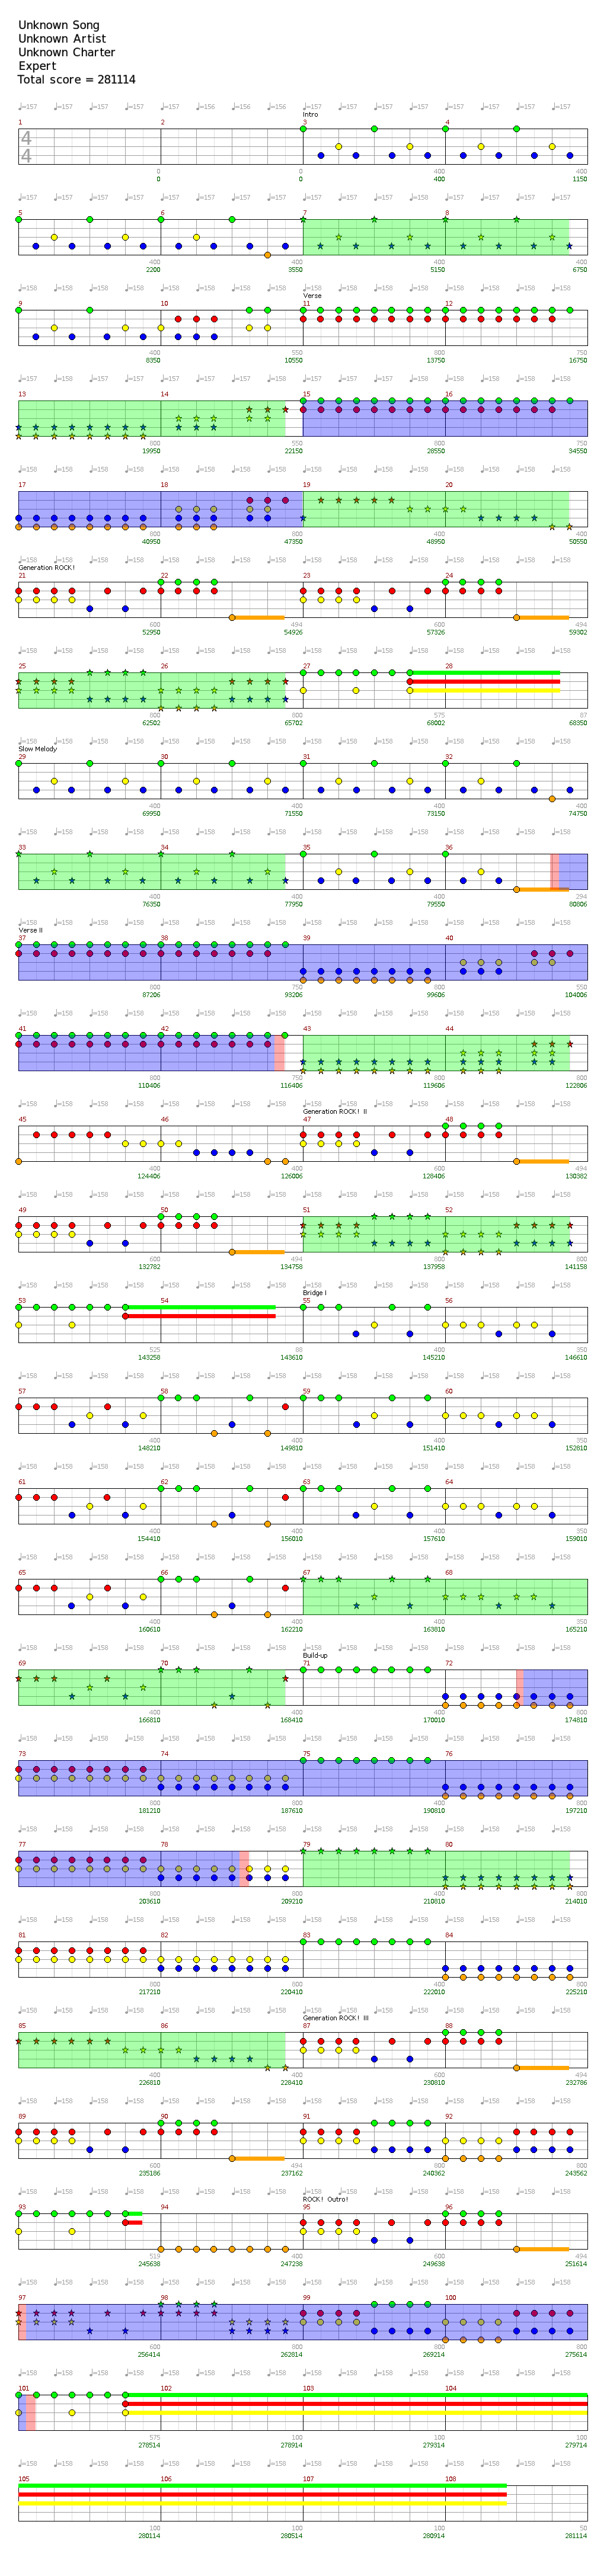 Unknown Song
Unknown Artist
Unknown Charter
Expert
Total score = 281114
Intro
1 2 3 4
4
4
0 0 400 400
0 0 400 1150
5 6 7 8
400 400 400 400
2200 3550 5150 6750
Verse
9 10 11 12
400 550 800 750
8350 10550 13750 16750
13 14 15 16
800 550 800 750
19950 22150 28550 34550
17 18 19 20
800 800 400 400
40950 47350 48950 50550
Generation ROCK!
21 22 23 24
600 494 600 494
52950 54926 57326 59302
25 26 27 28
800 800 575 87
62502 65702 68002 68350
Slow Melody
29 30 31 32
400 400 400 400
69950 71550 73150 74750
33 34 35 36
400 400 400 294
76350 77950 79550 80806
Verse II
37 38 39 40
800 750 800 550
87206 93206 99606 104006
41 42 43 44
800 750 800 800
110406 116406 119606 122806
Generation ROCK! II
45 46 47 48
400 400 600 494
124406 126006 128406 130382
49 50 51 52
600 494 800 800
132782 134758 137958 141158
Bridge I
53 54 55 56
525 88 400 350
143258 143610 145210 146610
57 58 59 60
400 400 400 350
148210 149810 151410 152810
61 62 63 64
400 400 400 350
154410 156010 157610 159010
65 66 67 68
400 400 400 350
160610 162210 163810 165210
Build-up
69 70 71 72
400 400 400 800
166810 168410 170010 174810
73 74 75 76
800 800 400 800
181210 187610 190810 197210
77 78 79 80
800 800 400 800
203610 209210 210810 214010
81 82 83 84
800 800 400 800
217210 220410 222010 225210
Generation ROCK! III
85 86 87 88
400 400 600 494
226810 228410 230810 232786
89 90 91 92
600 494 800 800
235186 237162 240362 243562
ROCK! Outro!
93 94 95 96
519 400 600 494
245638 247238 249638 251614
97 98 99 100
600 800 800 800
256414 262814 269214 275614
101 102 103 104
575 100 100 100
278514 278914 279314 279714
105 106 107 108
100 100 100 50
280114 280514 280914 281114